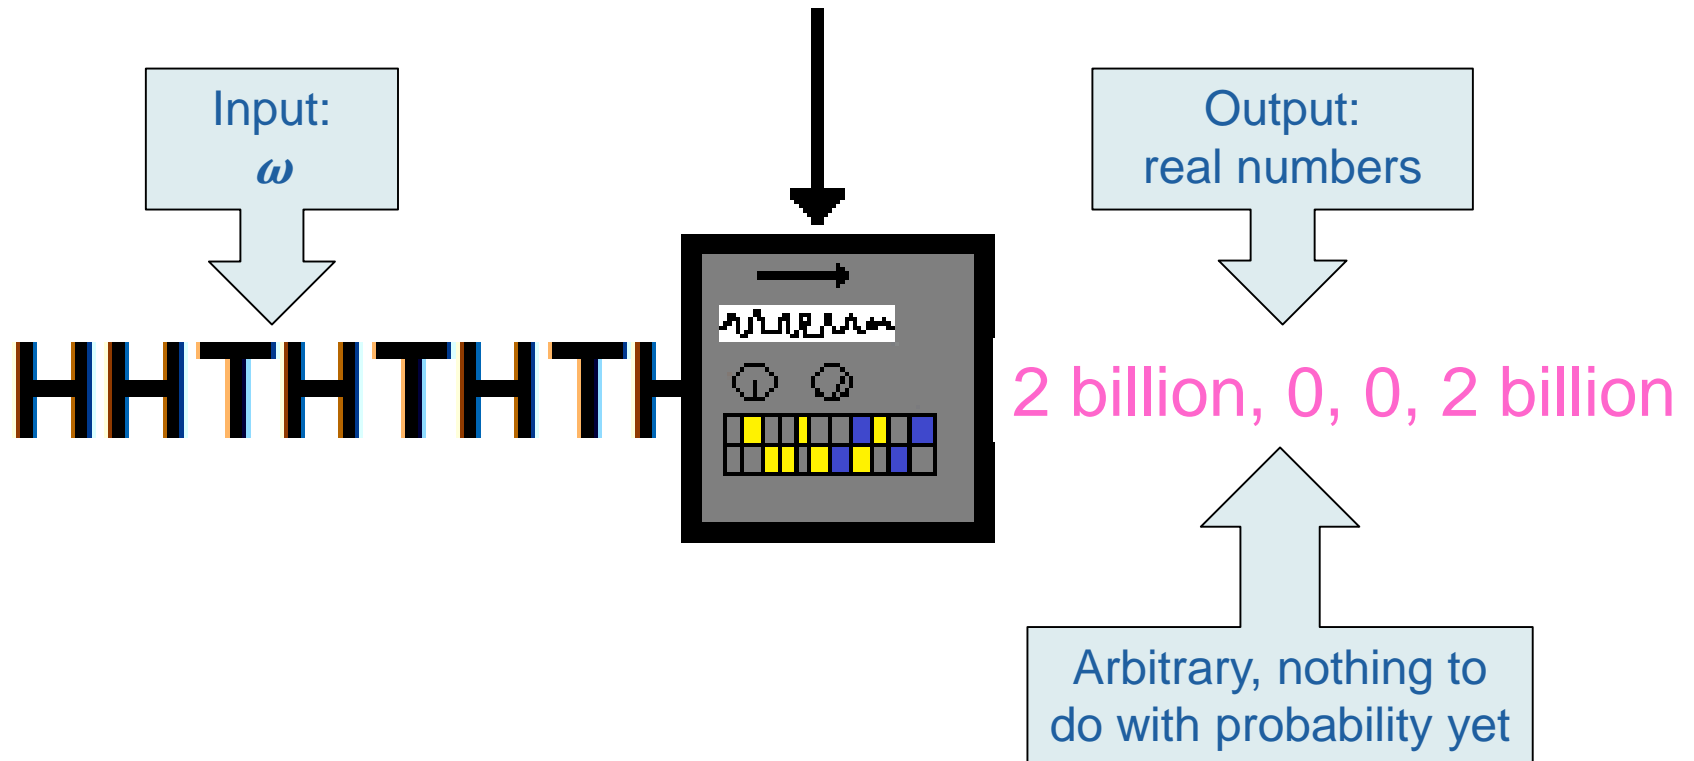 Input:
ω
Output:
real numbers
HHTHTHTH
2 billion, 0, 0, 2 billion
Arbitrary, nothing to
do with probability yet